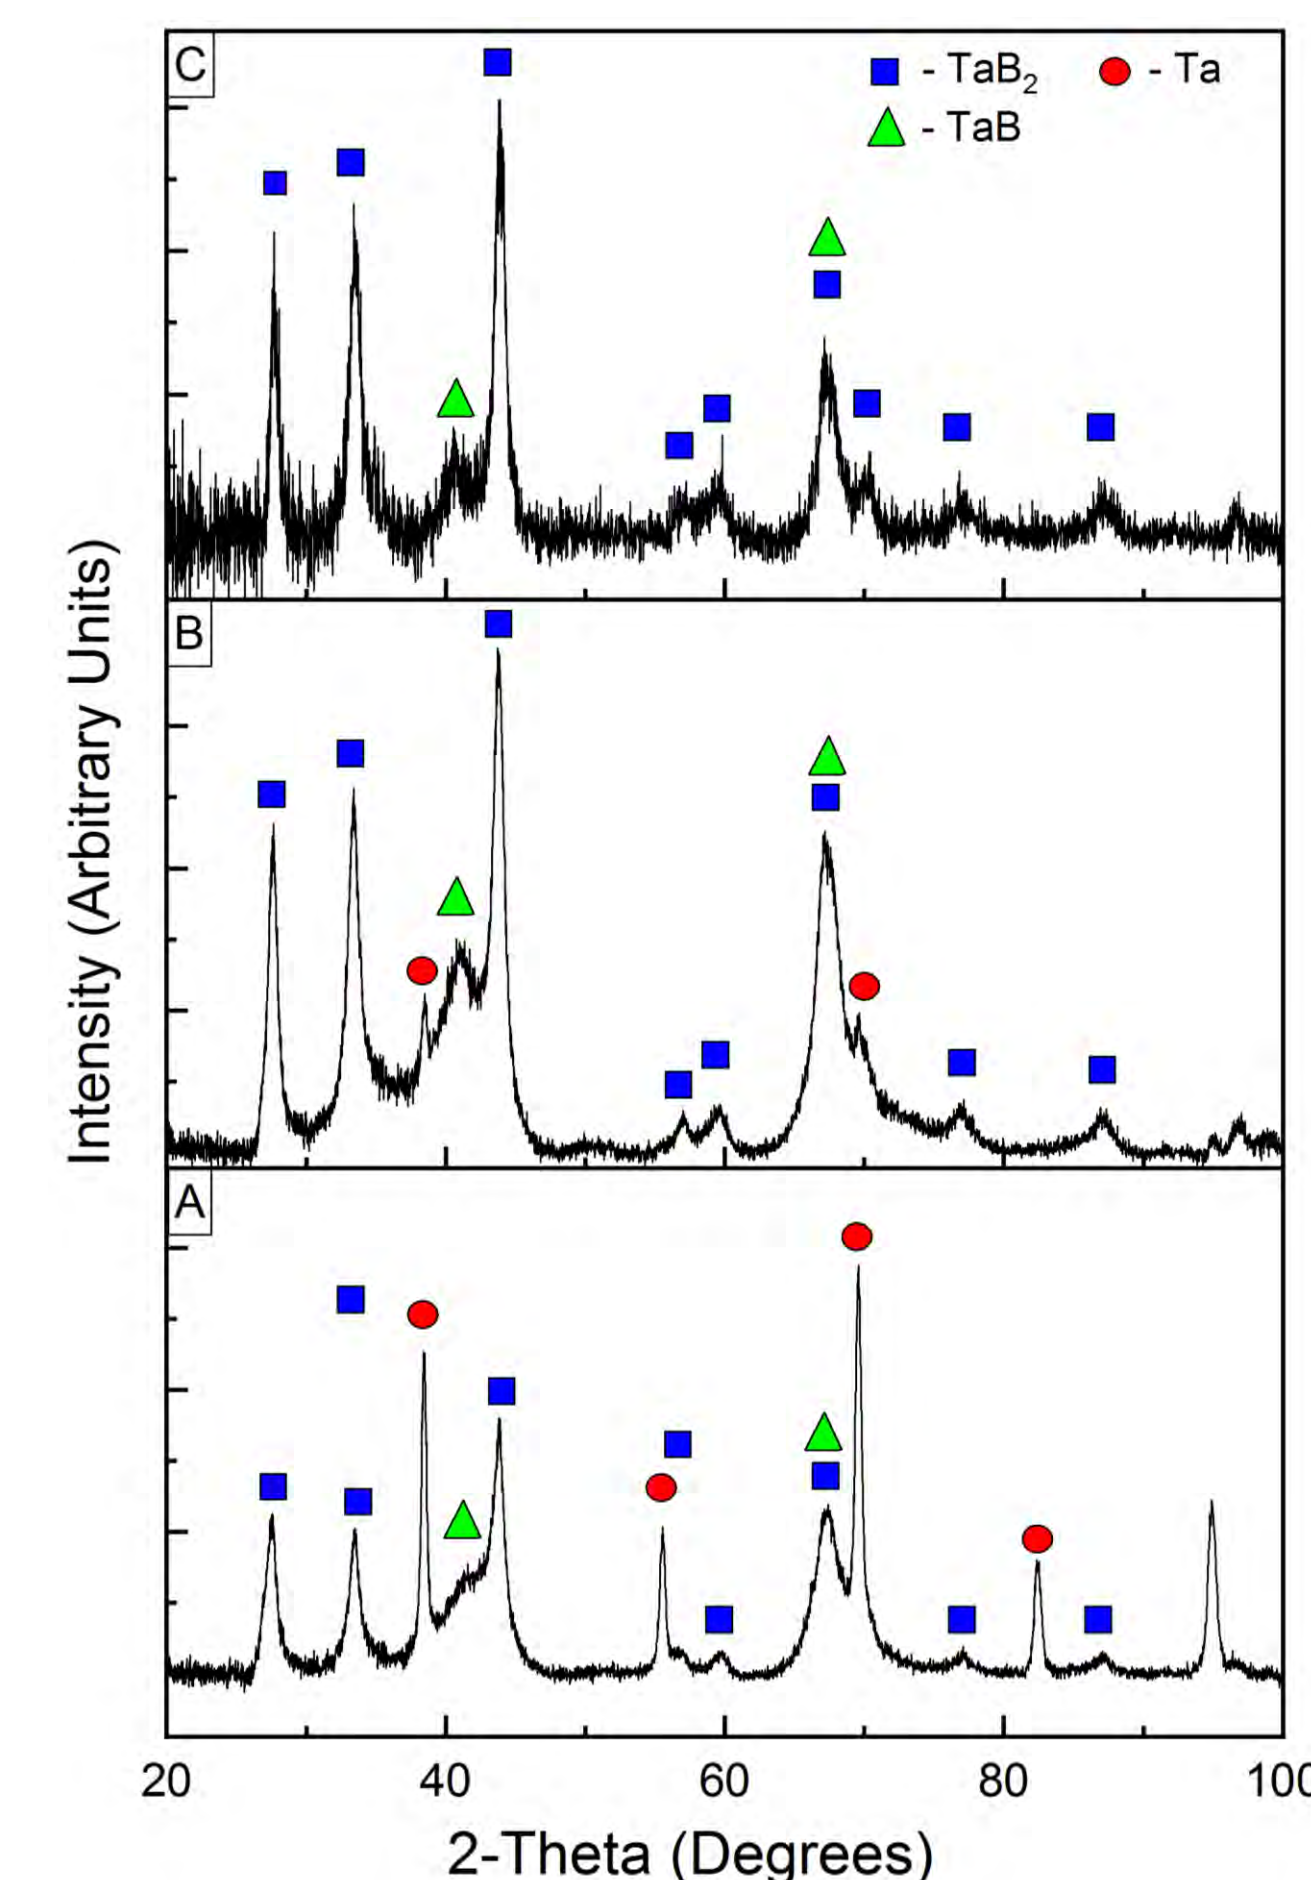 C
- TaB₂
- Ta
- TaB
B
A
Intensity (Arbitrary Units)
20 40 60 80 100
2-Theta (Degrees)